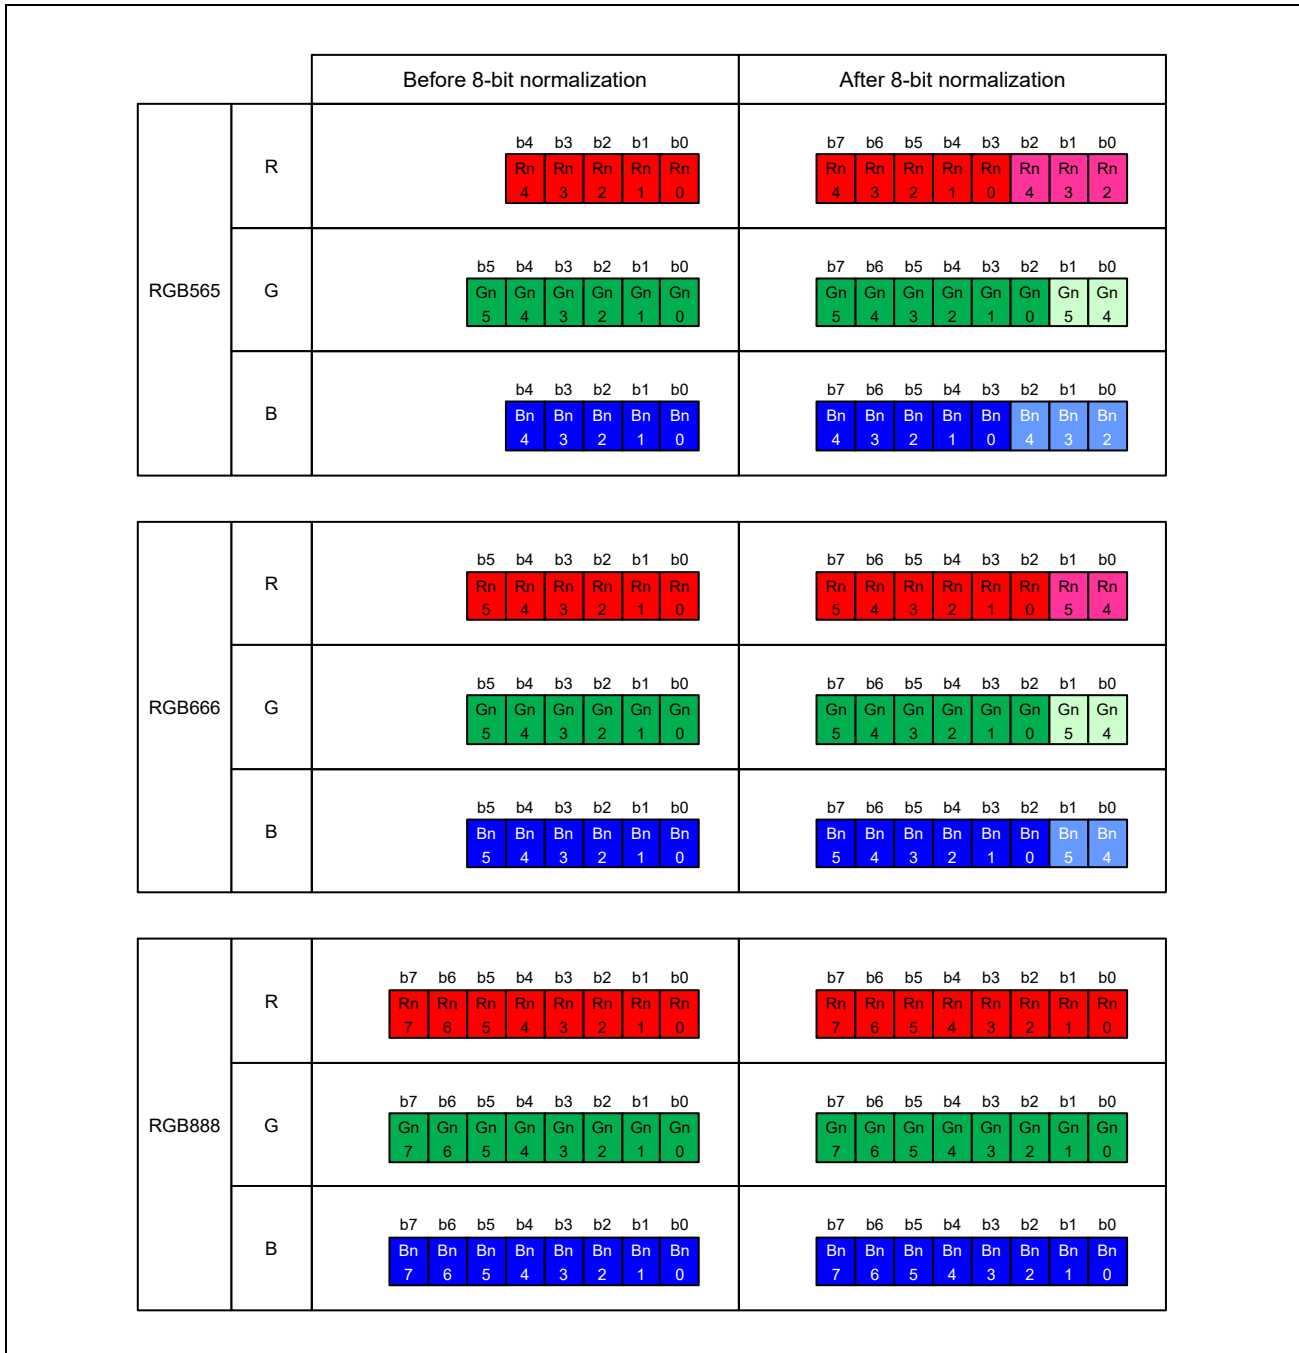 Before 8-bit normalization After 8-bit normalization
b4 b3 b2 b1 b0 b7 b6 b5 b4 b3 b2 b1 b0
R Rn Rn Rn Rn Rn Rn Rn Rn Rn Rn Rn Rn Rn
4 3 2 1 0 4 3 2 1 0 4 3 2
b5 b4 b3 b2 b1 b0 b7 b6 b5 b4 b3 b2 b1 b0
RGB565 G Gn Gn Gn Gn Gn Gn Gn Gn Gn Gn Gn Gn Gn Gn
5 4 3 2 1 0 5 4 3 2 1 0 5 4
b4 b3 b2 b1 b0 b7 b6 b5 b4 b3 b2 b1 b0
B Bn Bn Bn Bn Bn Bn Bn Bn Bn Bn Bn Bn Bn
4 3 2 1 0 4 3 2 1 0 4 3 2
b5 b4 b3 b2 b1 b0 b7 b6 b5 b4 b3 b2 b1 b0
R Rn Rn Rn Rn Rn Rn Rn Rn Rn Rn Rn Rn Rn Rn
5 4 3 2 1 0 5 4 3 2 1 0 5 4
b5 b4 b3 b2 b1 b0 b7 b6 b5 b4 b3 b2 b1 b0
RGB666 G Gn Gn Gn Gn Gn Gn Gn Gn Gn Gn Gn Gn Gn Gn
5 4 3 2 1 0 5 4 3 2 1 0 5 4
b5 b4 b3 b2 b1 b0 b7 b6 b5 b4 b3 b2 b1 b0
B Bn Bn Bn Bn Bn Bn Bn Bn Bn Bn Bn Bn Bn Bn
5 4 3 2 1 0 5 4 3 2 1 0 5 4
b7 b6 b5 b4 b3 b2 b1 b0 b7 b6 b5 b4 b3 b2 b1 b0
R Rn Rn Rn Rn Rn Rn Rn Rn Rn Rn Rn Rn Rn Rn Rn Rn
7 6 5 4 3 2 1 0 7 6 5 4 3 2 1 0
b7 b6 b5 b4 b3 b2 b1 b0 b7 b6 b5 b4 b3 b2 b1 b0
RGB888 G Gn Gn Gn Gn Gn Gn Gn Gn Gn Gn Gn Gn Gn Gn Gn Gn
7 6 5 4 3 2 1 0 7 6 5 4 3 2 1 0
b7 b6 b5 b4 b3 b2 b1 b0 b7 b6 b5 b4 b3 b2 b1 b0
B Bn Bn Bn Bn Bn Bn Bn Bn Bn Bn Bn Bn Bn Bn Bn Bn
7 6 5 4 3 2 1 0 7 6 5 4 3 2 1 0